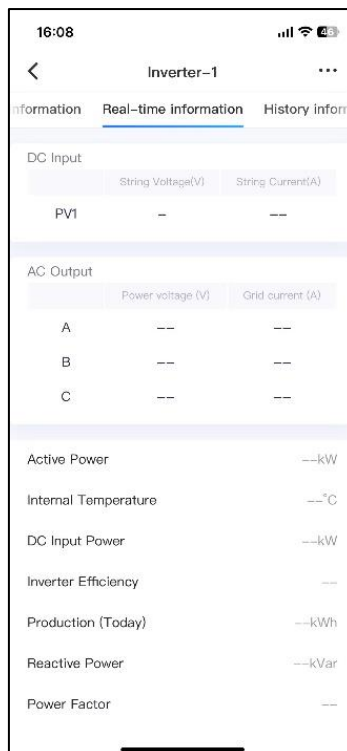 16:08 46
Inverter-1
nformation Real-time information History inforr
DC Input
String Voltage(V) String Current(A)
PV1 - --
AC Output
Power voltage (V) Grid current (A)
A -- --
B -- --
C -- --
Active Power --kW
Internal Temperature --°C
DC Input Power --kW
Inverter Efficiency --
Production (Today) --kWh
Reactive Power --kVar
Power Factor --